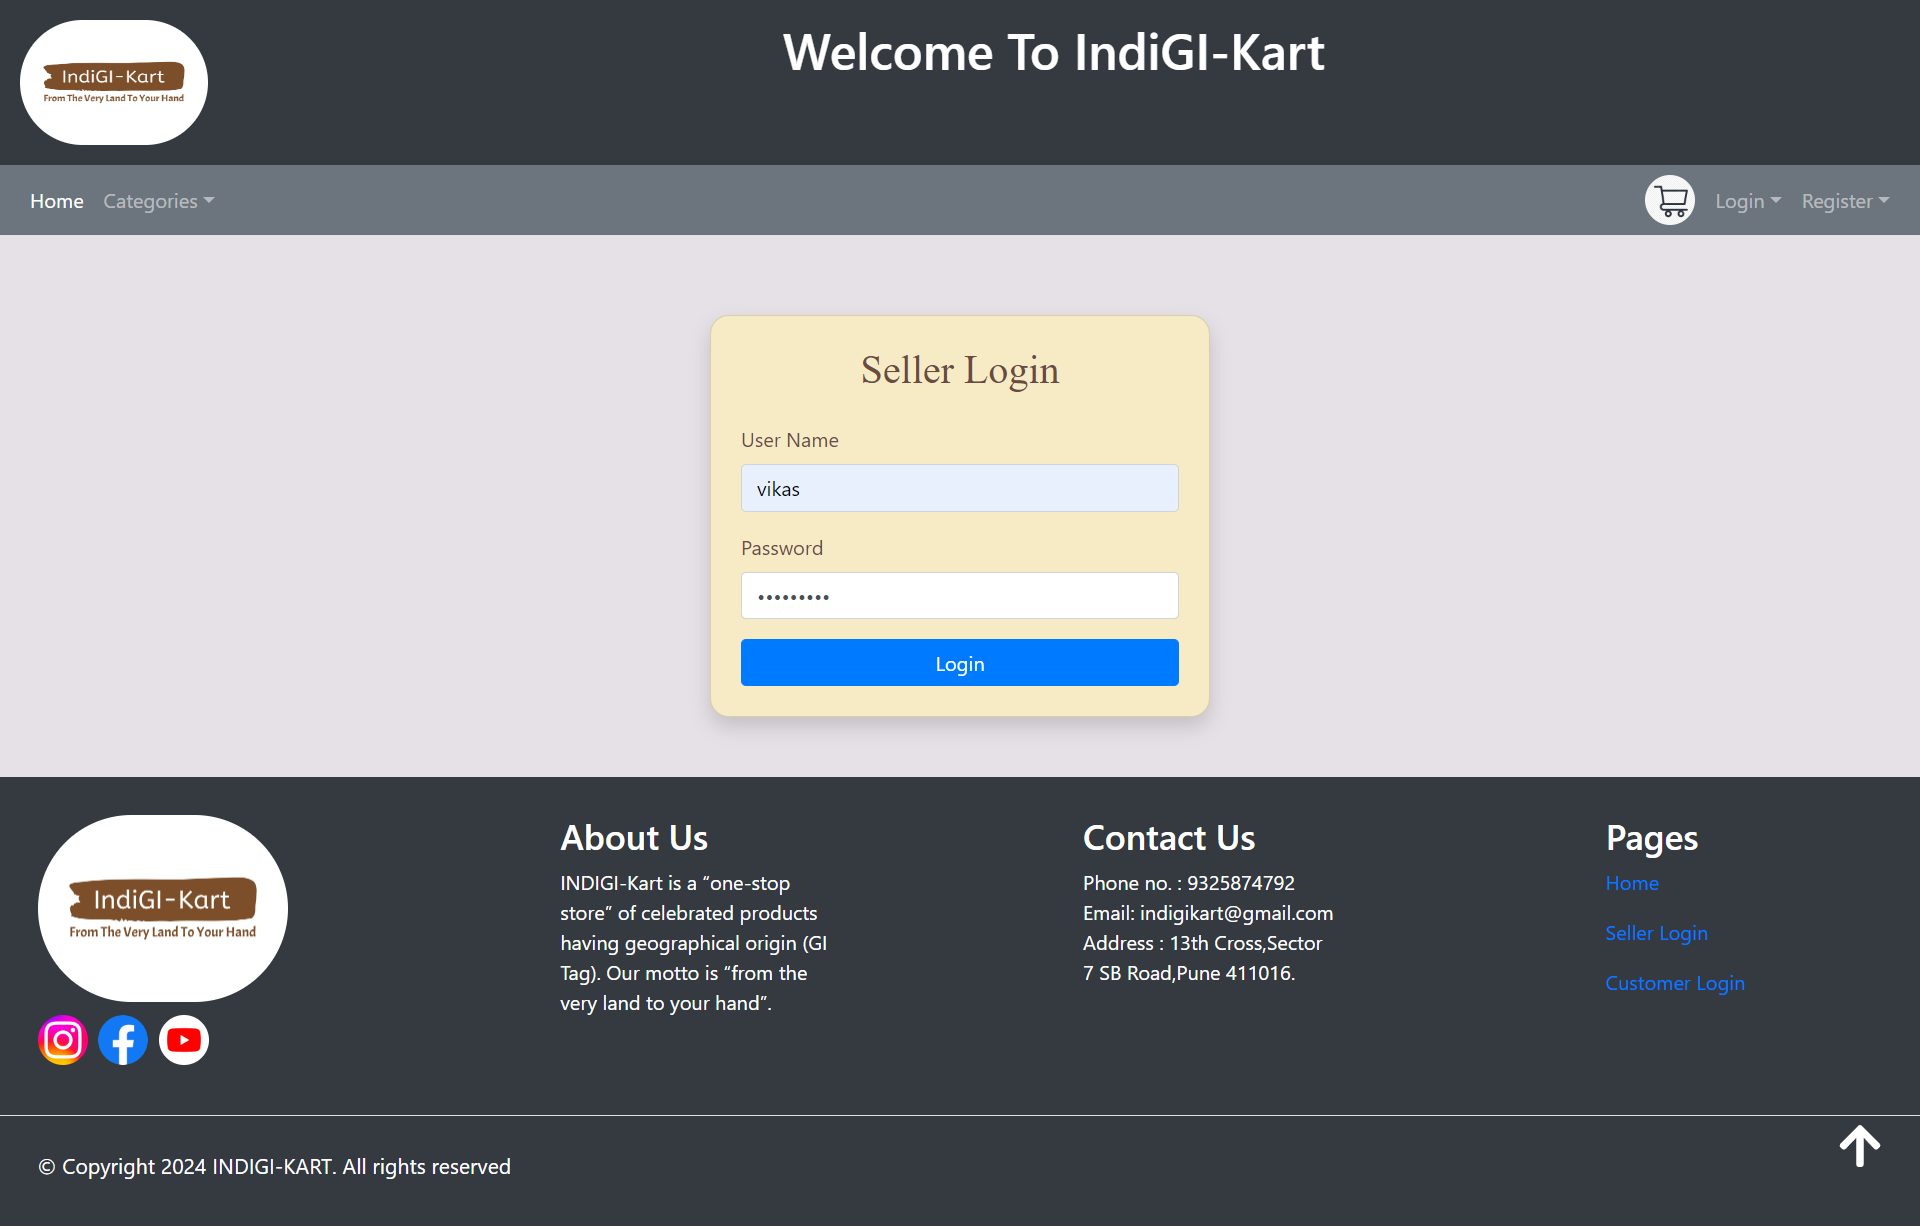 IndiGI-Kart
From The Very Land To Your Hand
Welcome To IndiGI-Kart
Home Categories Login Register
Seller Login
User Name
vikas
Password
•••••••••
Login
IndiGI-Kart
From The Very Land To Your Hand
About Us
INDIGI-Kart is a “one-stop
store” of celebrated products
having geographical origin (GI
Tag). Our motto is “from the
very land to your hand”.
Contact Us
Phone no. : 9325874792
Email: indigikart@gmail.com
Address : 13th Cross,Sector
7 SB Road,Pune 411016.
Pages
Home
Seller Login
Customer Login
© Copyright 2024 INDIGI-KART. All rights reserved